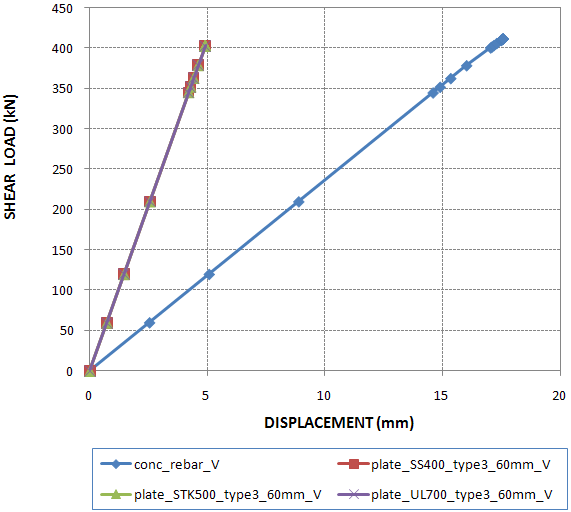 450
400
350
300
250
200
150
100
50
0
SHEAR LOAD (kN)
0 5 10 15 20
DISPLACEMENT (mm)
conc_rebar_V
plate_SS400_type3_60mm_V
plate_STK500_type3_60mm_V
plate_UL700_type3_60mm_V